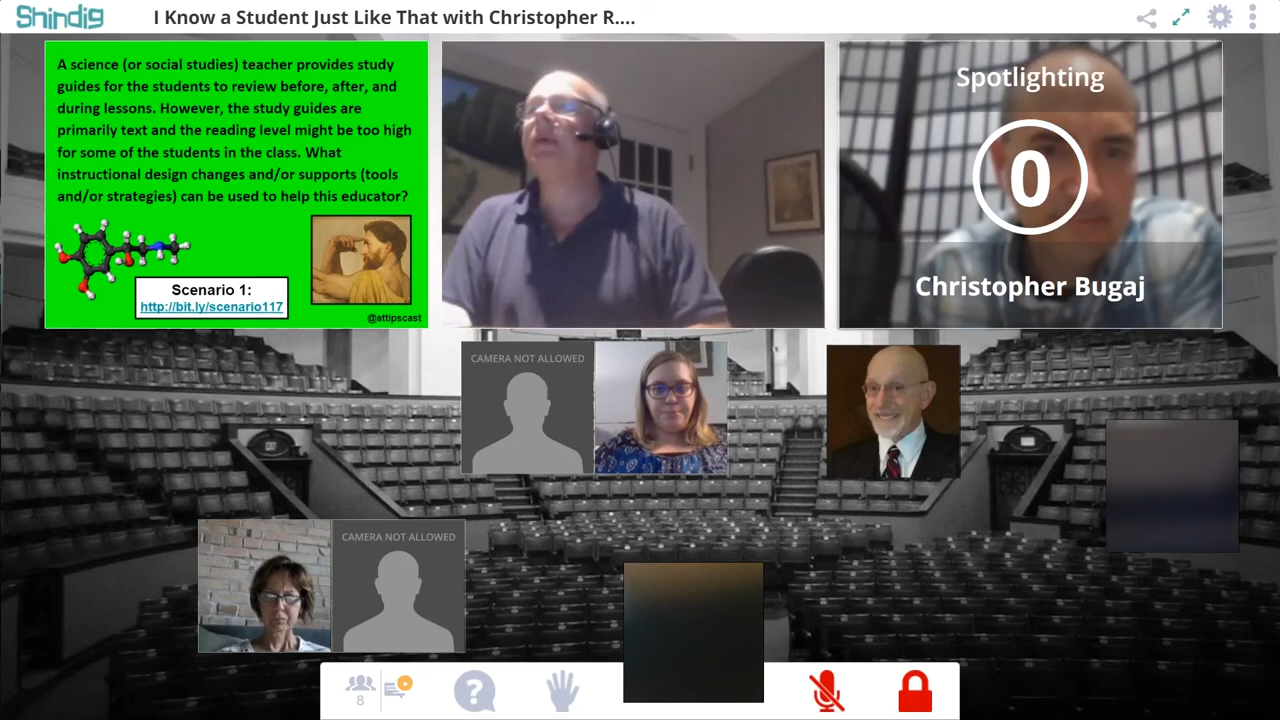 Shindig
I Know a Student Just Like That with Christopher R....
A science (or social studies) teacher provides study
guides for the students to review before, after, and
during lessons. However, the study guides are
primarily text and the reading level might be too high
for some of the students in the class. What
instructional design changes and/or supports (tools
and/or strategies) can be used to help this educator?
Scenario 1:
http://bit.ly/scenario117
@attipscast
Spotlighting
0
Christopher Bugaj
CAMERA NOT ALLOWED
CAMERA NOT ALLOWED
8
?